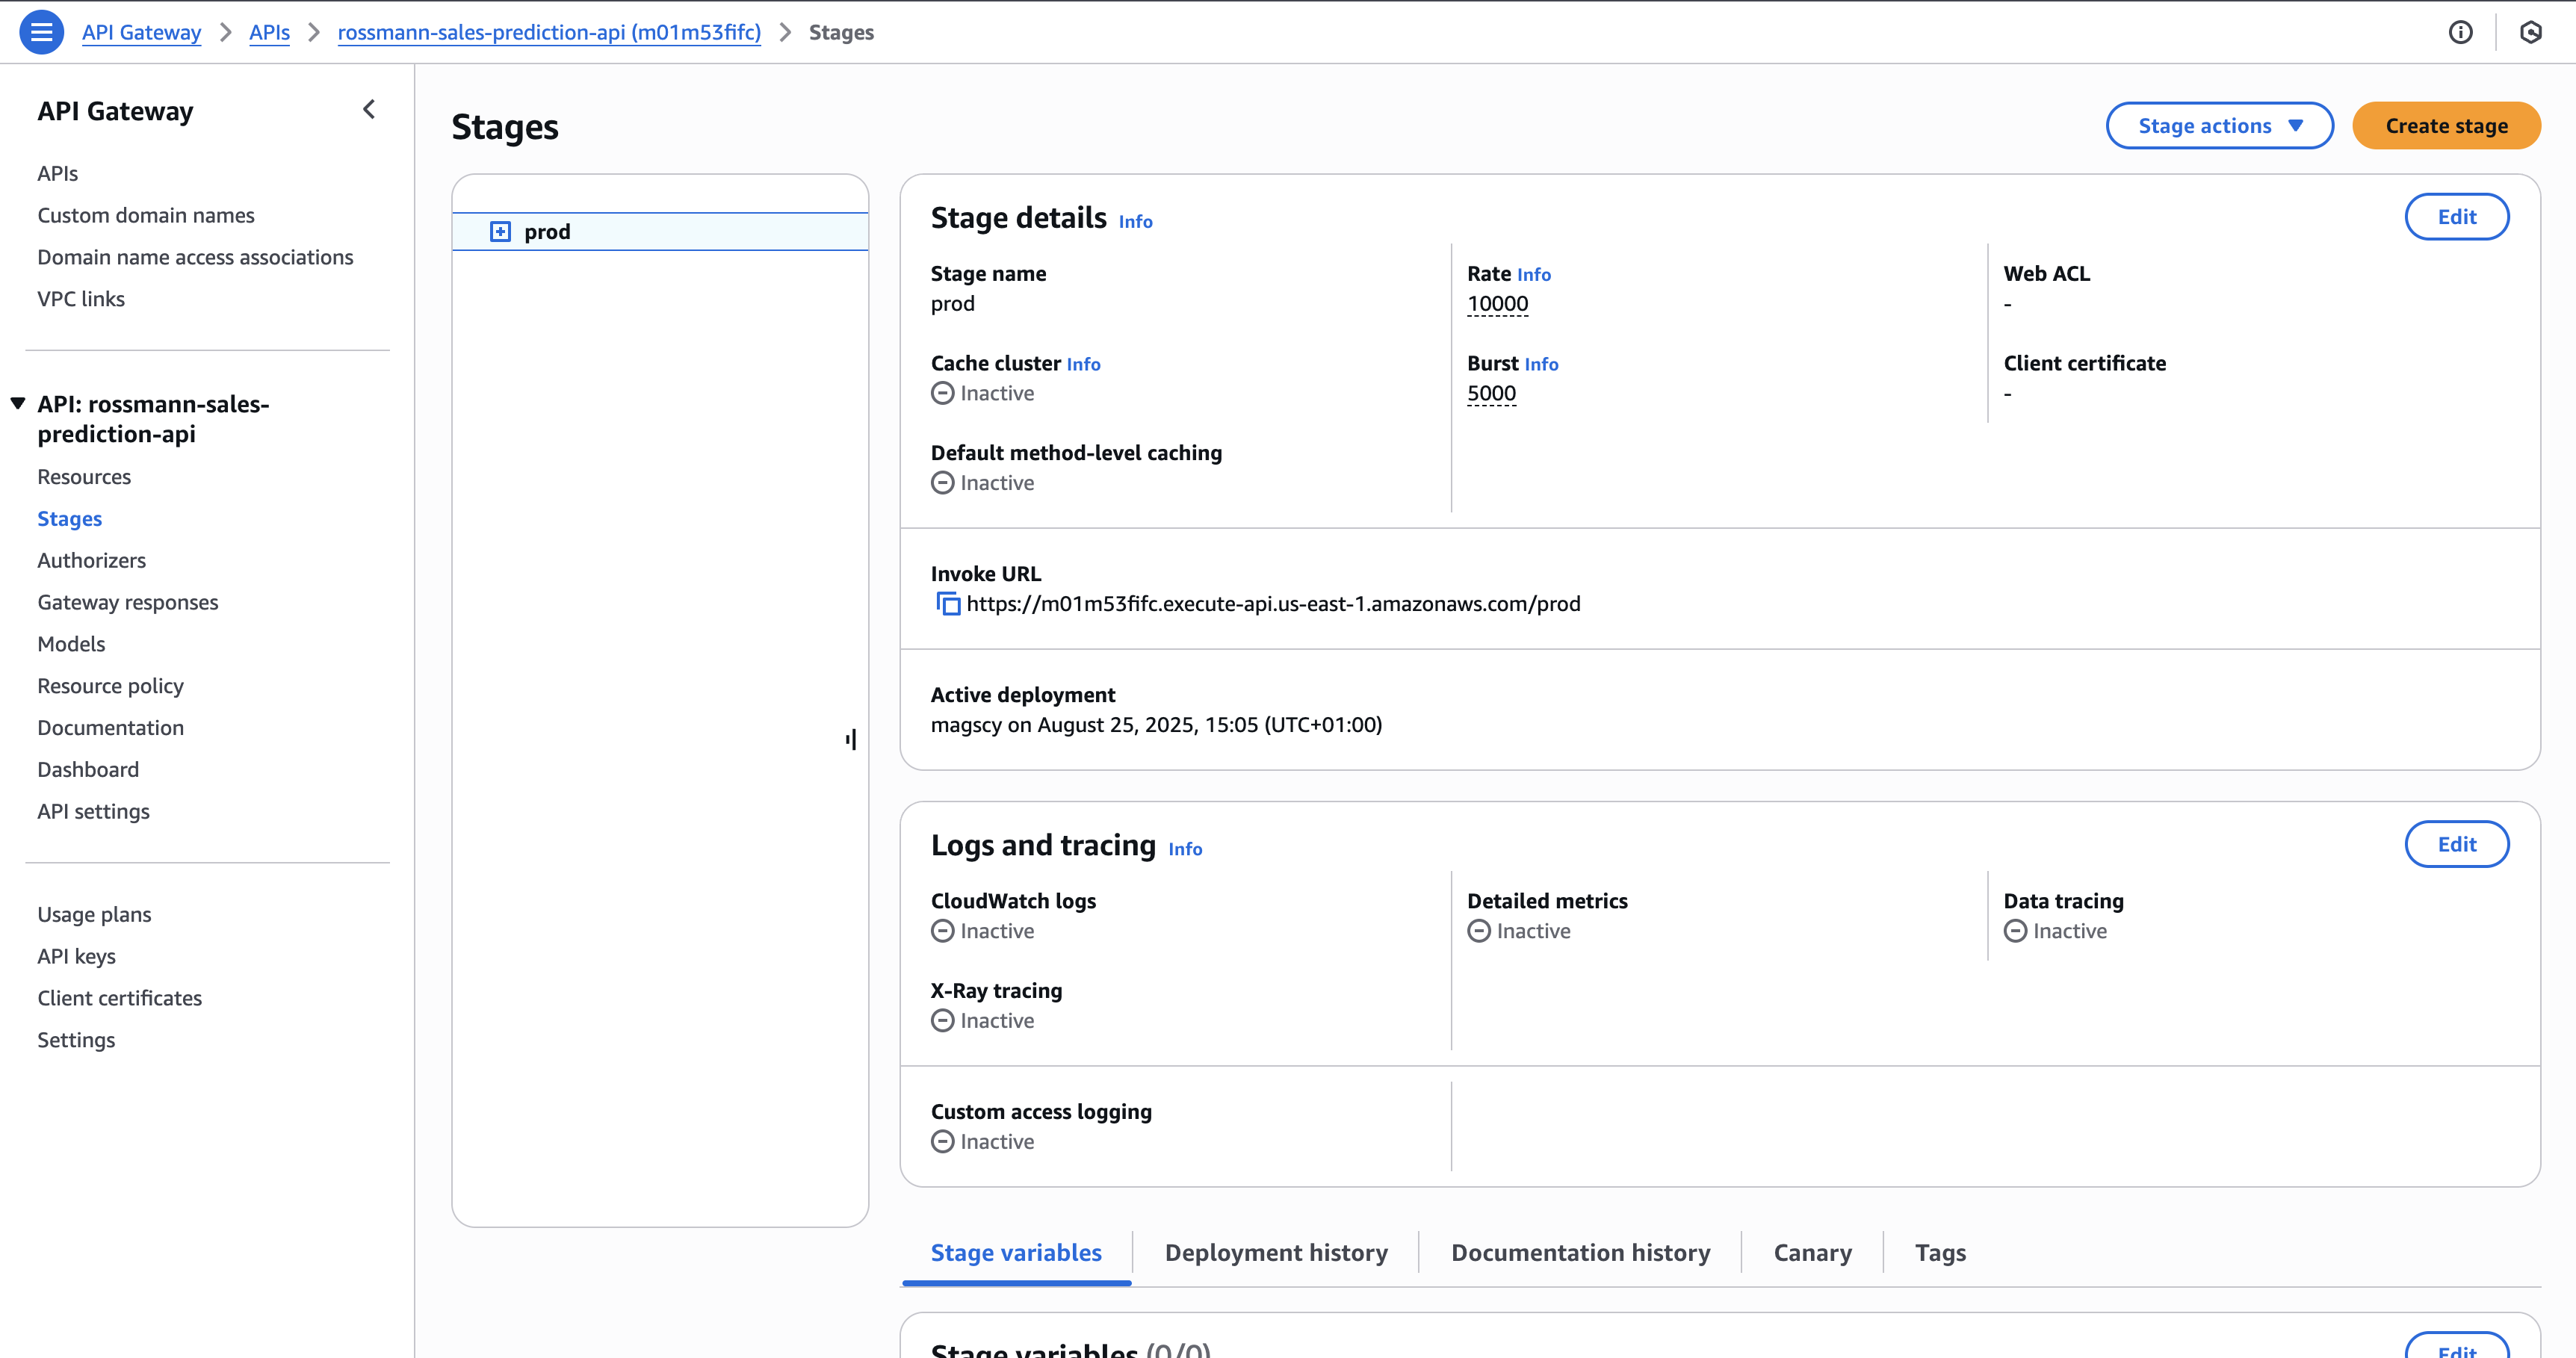 API Gateway > APIs > rossmann-sales-prediction-api (m01m53fifc) > Stages
API Gateway
APIs
Custom domain names
Domain name access associations
VPC links
API: rossmann-sales-
prediction-api
Resources
Stages
Authorizers
Gateway responses
Models
Resource policy
Documentation
Dashboard
API settings
Usage plans
API keys
Client certificates
Settings
Stages
Stage actions
Create stage
prod
Stage details Info
Edit
Stage name
prod
Rate Info
10000
Web ACL
-
Cache cluster Info
Inactive
Burst Info
5000
Client certificate
-
Default method-level caching
Inactive
Invoke URL
https://m01m53fifc.execute-api.us-east-1.amazonaws.com/prod
Active deployment
magscy on August 25, 2025, 15:05 (UTC+01:00)
Logs and tracing Info
Edit
CloudWatch logs
Inactive
Detailed metrics
Inactive
Data tracing
Inactive
X-Ray tracing
Inactive
Custom access logging
Inactive
Stage variables
Deployment history
Documentation history
Canary
Tags
Stage variables (0/0)
Edit